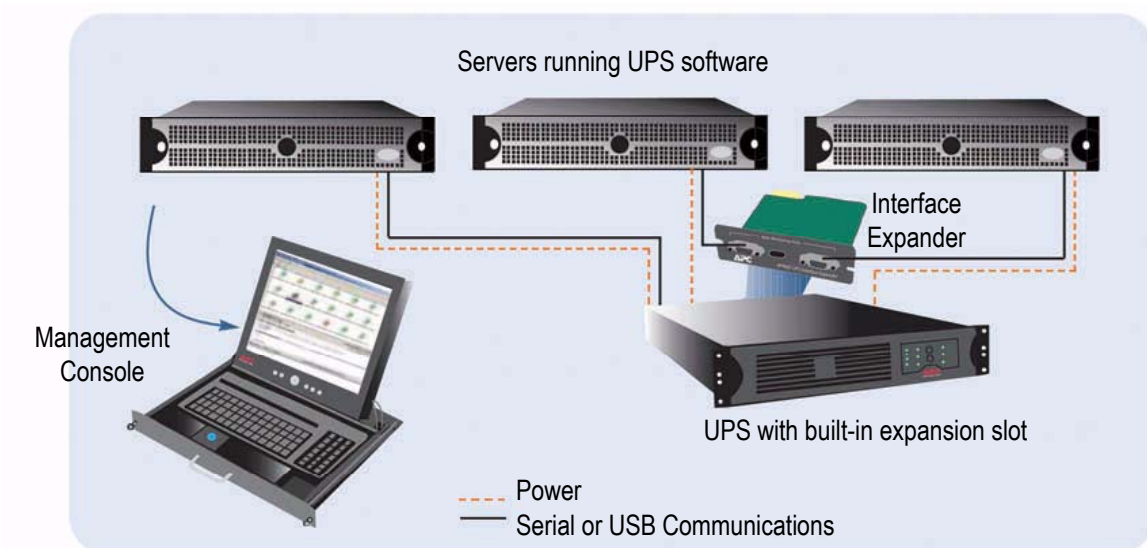 Servers running UPS software
Interface
Expander
APC
Management
Console
UPS with built-in expansion slot
Power
Serial or USB Communications